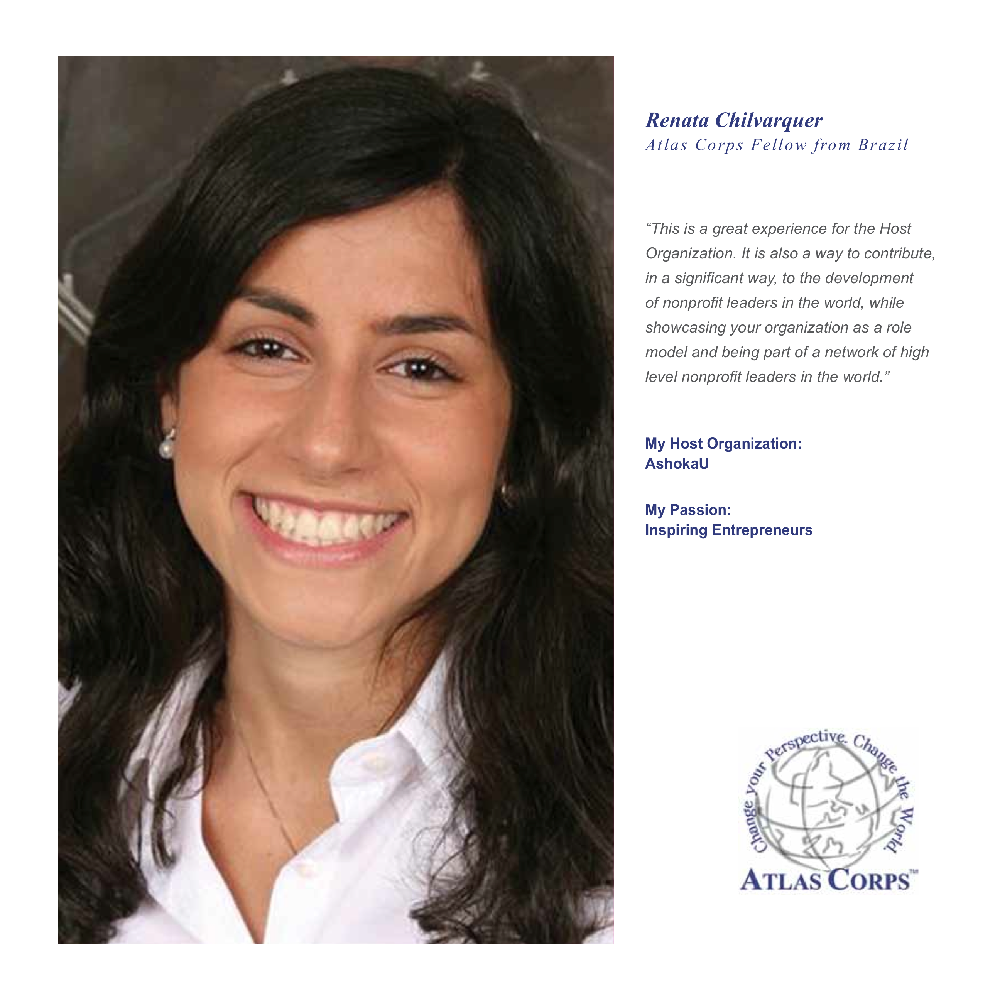 Renata Chilvarquer
Atlas Corps Fellow from Brazil
“This is a great experience for the Host
Organization. It is also a way to contribute,
in a significant way, to the development
of nonprofit leaders in the world, while
showcasing your organization as a role
model and being part of a network of high
level nonprofit leaders in the world.”
My Host Organization:
AshokaU
My Passion:
Inspiring Entrepreneurs
Change your Perspective. Change the World.
ATLAS CORPS™